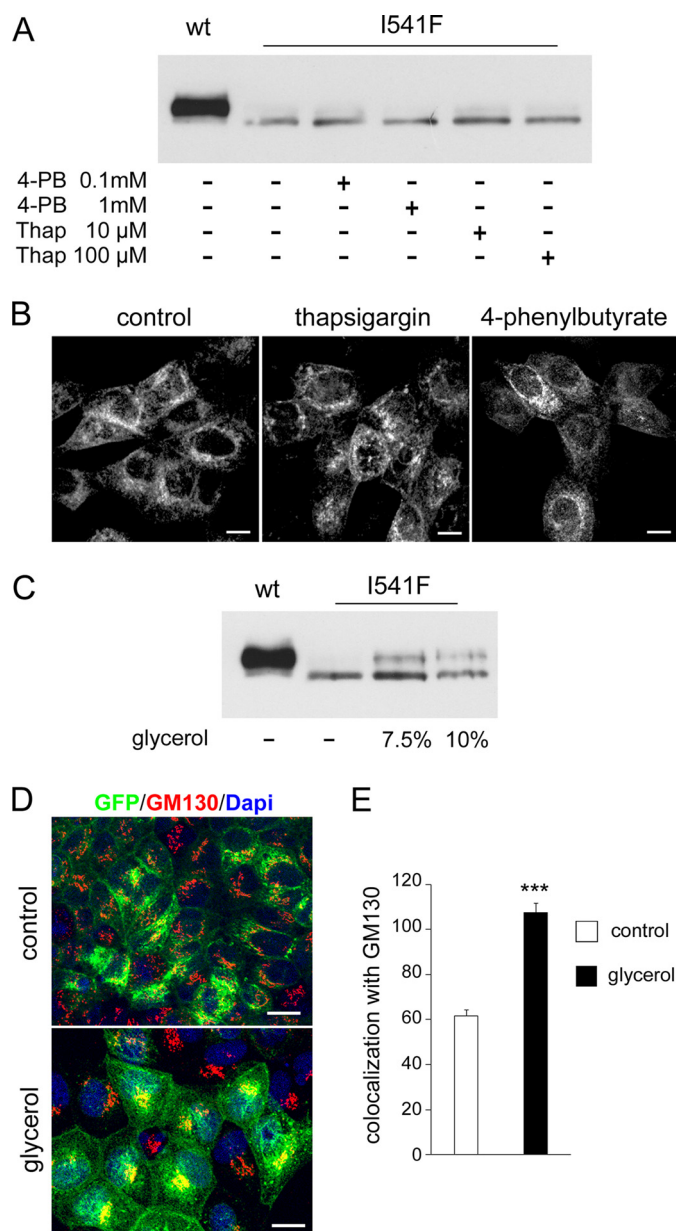 A
wt
I541F
4-PB 0.1mM - - + - - -
4-PB 1mM - - - + - -
Thap 10 µM - - - - + -
Thap 100 µM - - - - - +
B
control
thapsigargin
4-phenylbutyrate
C
wt
I541F
glycerol - - 7.5% 10%
D
GFP/GM130/Dapi
control
glycerol
E
colocalization with GM130
120
100
80
60
40
20
0
***
control
glycerol